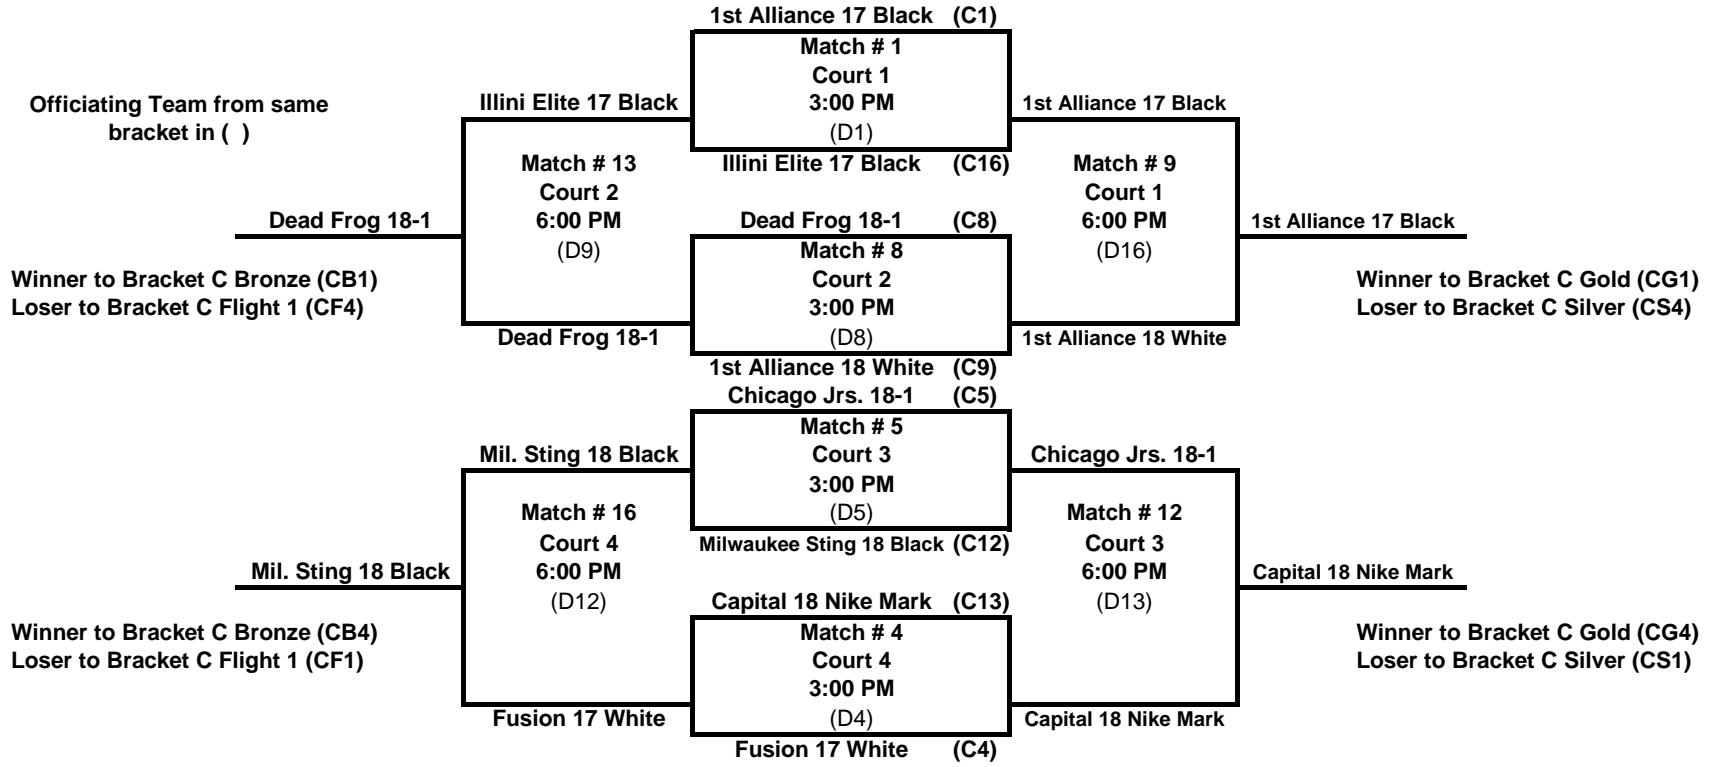 1st Alliance 17 Black (C1)
Match # 1
Court 1
Officiating Team from same
bracket in ( )
Illini Elite 17 Black
3:00 PM
1st Alliance 17 Black
(D1)
Match # 13
Illini Elite 17 Black (C16)
Match # 9
Court 2
Court 1
Dead Frog 18-1
6:00 PM
Dead Frog 18-1 (C8)
6:00 PM
1st Alliance 17 Black
(D9)
Match # 8
(D16)
Winner to Bracket C Bronze (CB1)
Court 2
Winner to Bracket C Gold (CG1)
Loser to Bracket C Flight 1 (CF4)
3:00 PM
Loser to Bracket C Silver (CS4)
Dead Frog 18-1
(D8)
1st Alliance 18 White
1st Alliance 18 White (C9)
Chicago Jrs. 18-1 (C5)
Match # 5
Mil. Sting 18 Black
Court 3
Chicago Jrs. 18-1
3:00 PM
Match # 16
(D5)
Match # 12
Court 4
Milwaukee Sting 18 Black (C12)
Court 3
Mil. Sting 18 Black
6:00 PM
6:00 PM
Capital 18 Nike Mark
(D12)
Capital 18 Nike Mark (C13)
(D13)
Winner to Bracket C Bronze (CB4)
Match # 4
Winner to Bracket C Gold (CG4)
Loser to Bracket C Flight 1 (CF1)
Court 4
Loser to Bracket C Silver (CS1)
3:00 PM
Fusion 17 White
(D4)
Capital 18 Nike Mark
Fusion 17 White (C4)